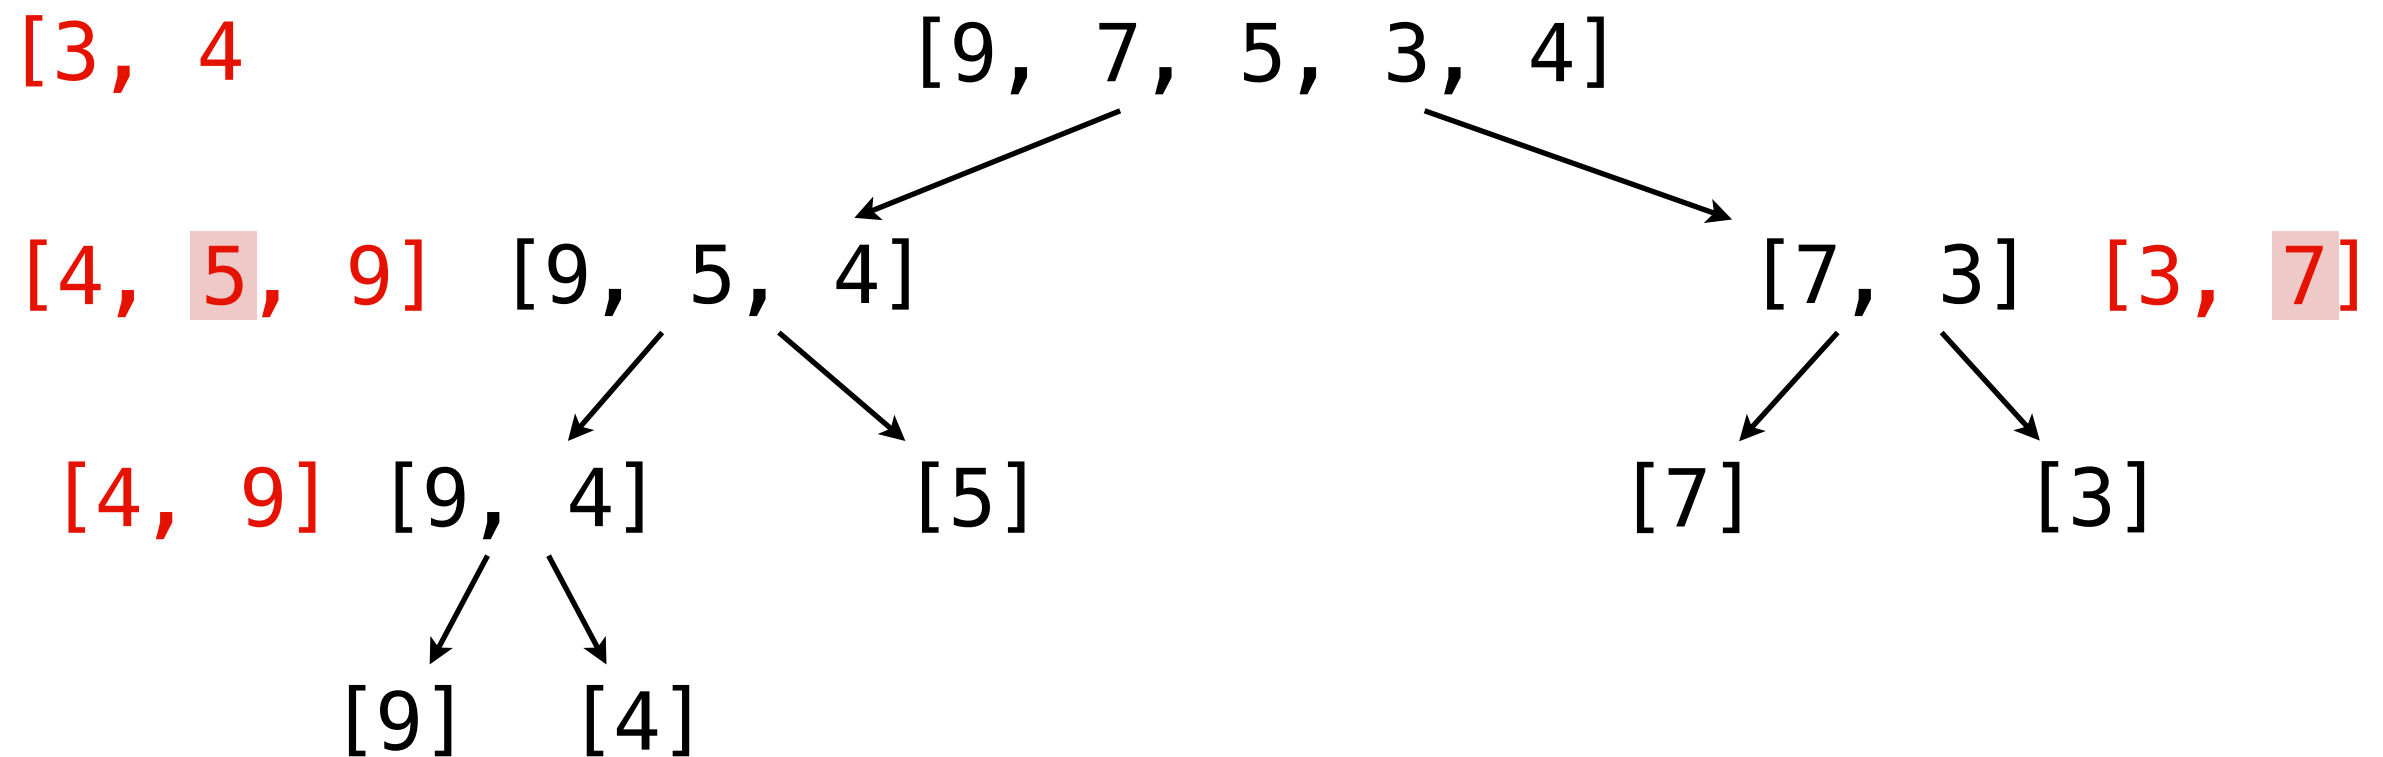 [3, 4 [9, 7, 5, 3, 4]
[4, 5, 9] [9, 5, 4] [7, 3] [3, 7]
[4, 9] [9, 4] [5] [7] [3]
[9] [4]